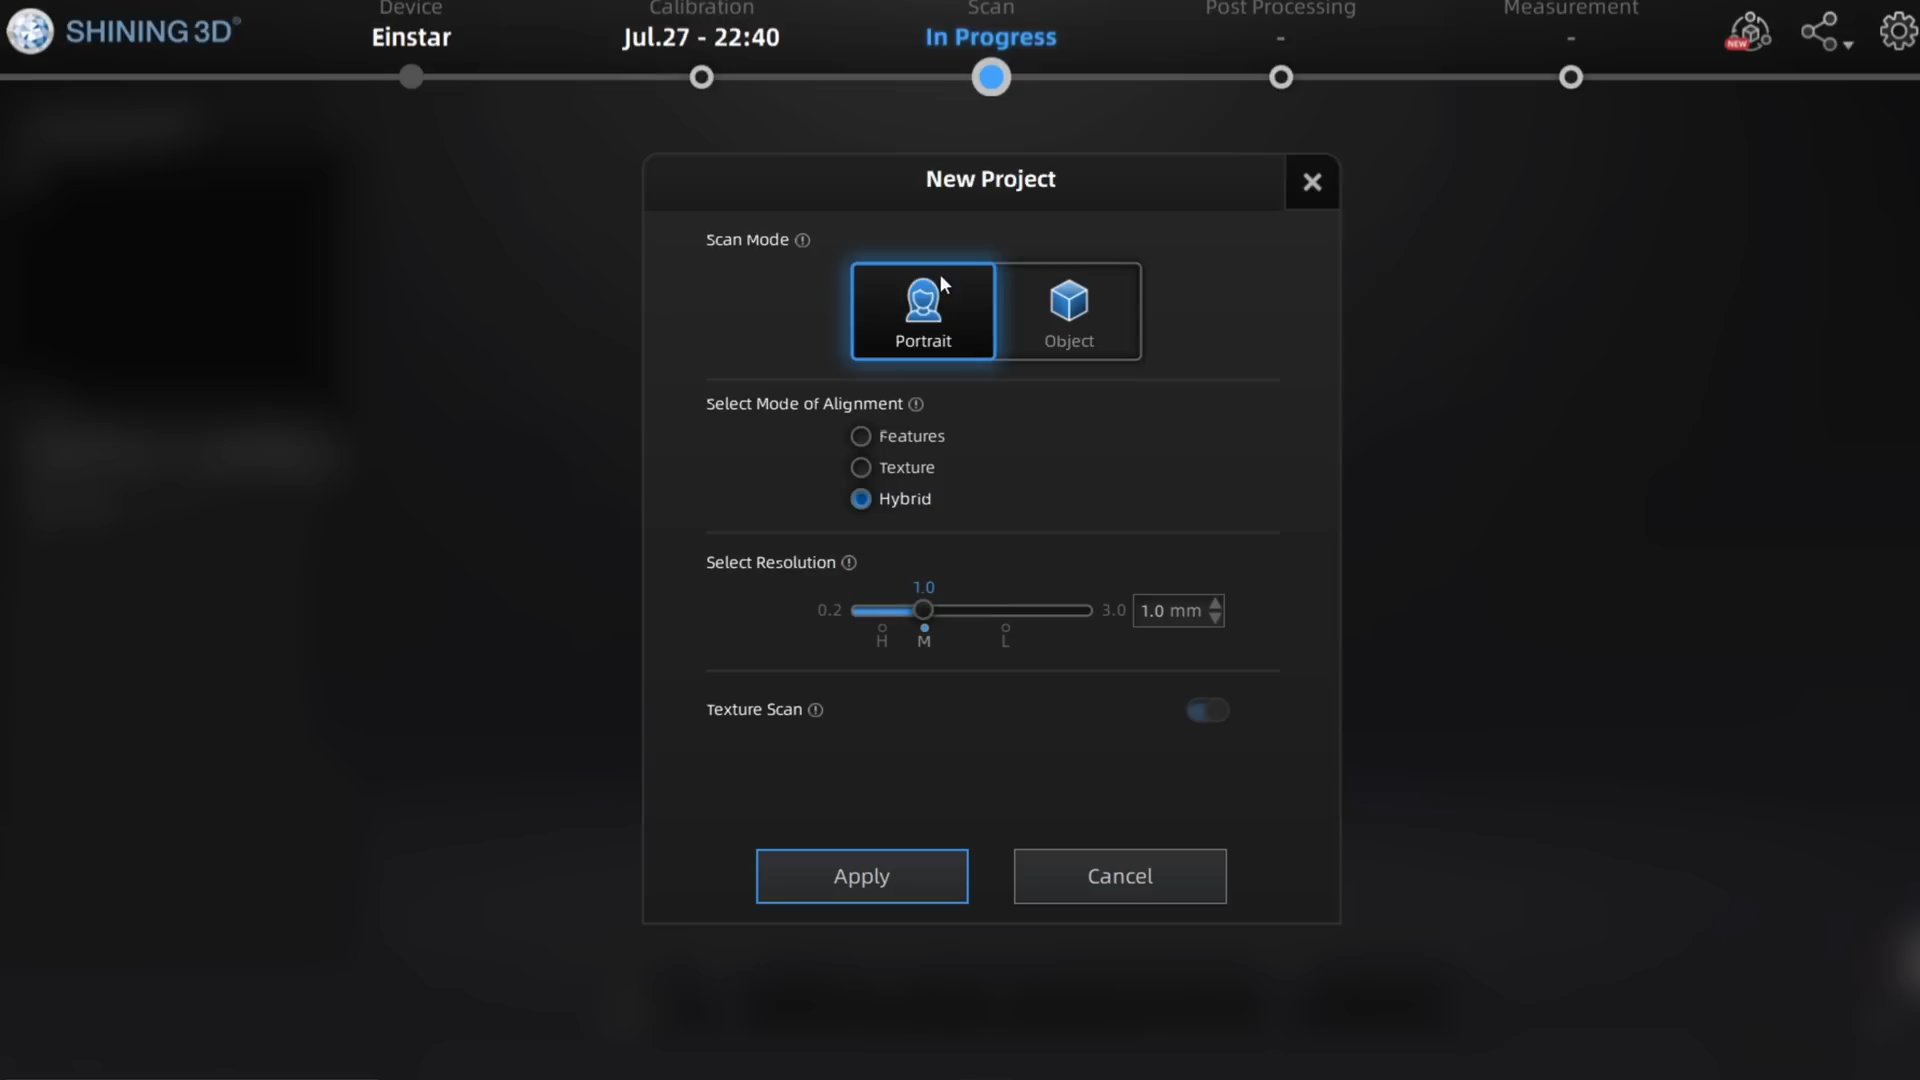 SHINING 3D®
Device
Einstar
Calibration
Jul.27 - 22:40
Scan
In Progress
Post Processing
-
Measurement
-
NEW
New Project
Scan Mode
Portrait
Object
Select Mode of Alignment
Features
Texture
Hybrid
Select Resolution
1.0
0.2
3.0
1.0 mm
H
M
L
Texture Scan
Apply
Cancel